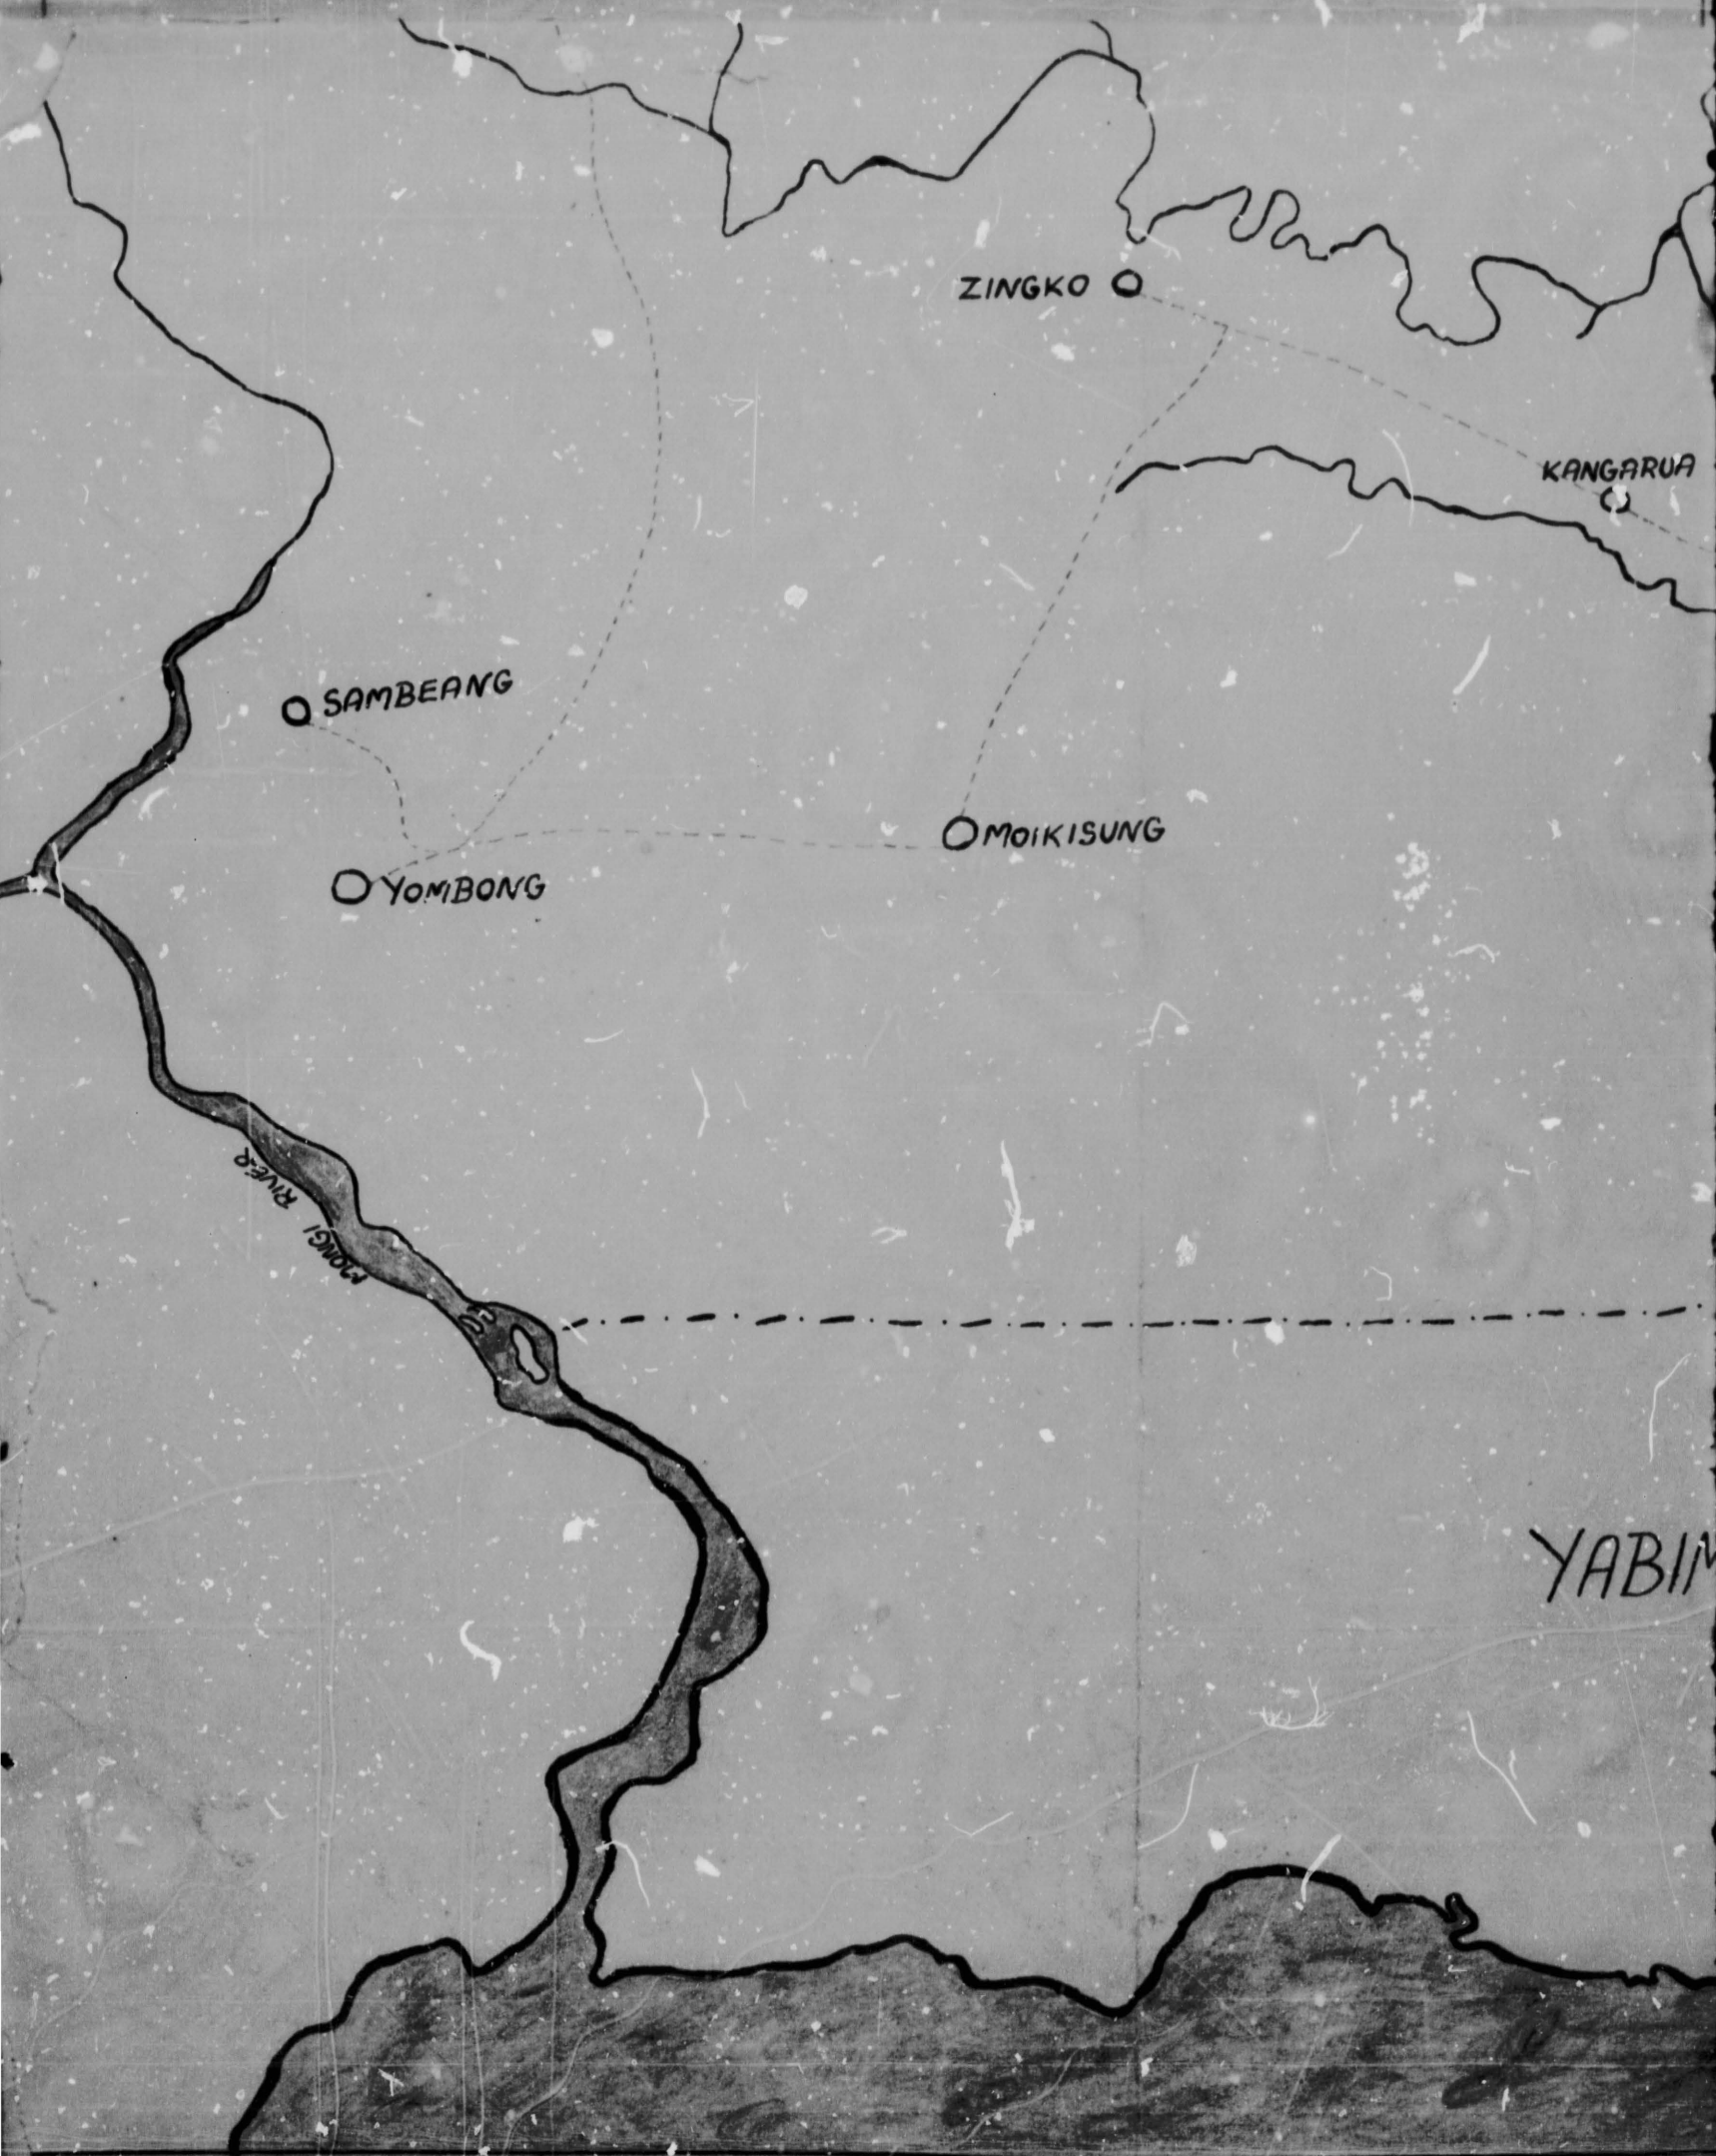 ZINGKO
KANGARUA
SAMBEANG
MOIKISUNG
YOMBONG
MONGI RIVER
YABIM